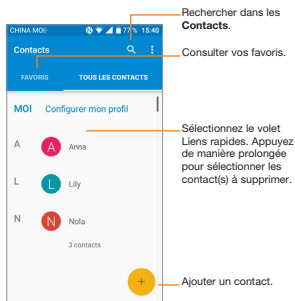 Rechercher dans les
Contacts.
CHINA MOB 77% 15:40
Contacts
Consulter vos favoris.
FAVORIS TOUS LES CONTACTS
MOI Configurer mon profil
Sélectionnez le volet
Liens rapides. Appuyez
de manière prolongée
pour sélectionner les
contact(s) à supprimer.
A A Anna
L L Lily
N N Nola
3 contacts
+
Ajouter un contact.